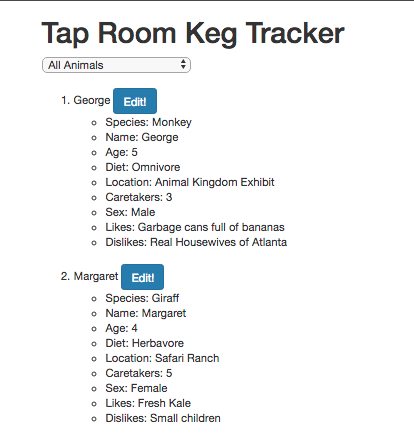 Tap Room Keg Tracker
All Animals
1. George Edit!
Species: Monkey
Name: George
Age: 5
Diet: Omnivore
Location: Animal Kingdom Exhibit
Caretakers: 3
Sex: Male
Likes: Garbage cans full of bananas
Dislikes: Real Housewives of Atlanta
2. Margaret Edit!
Species: Giraff
Name: Margaret
Age: 4
Diet: Herbavore
Location: Safari Ranch
Caretakers: 5
Sex: Female
Likes: Fresh Kale
Dislikes: Small children